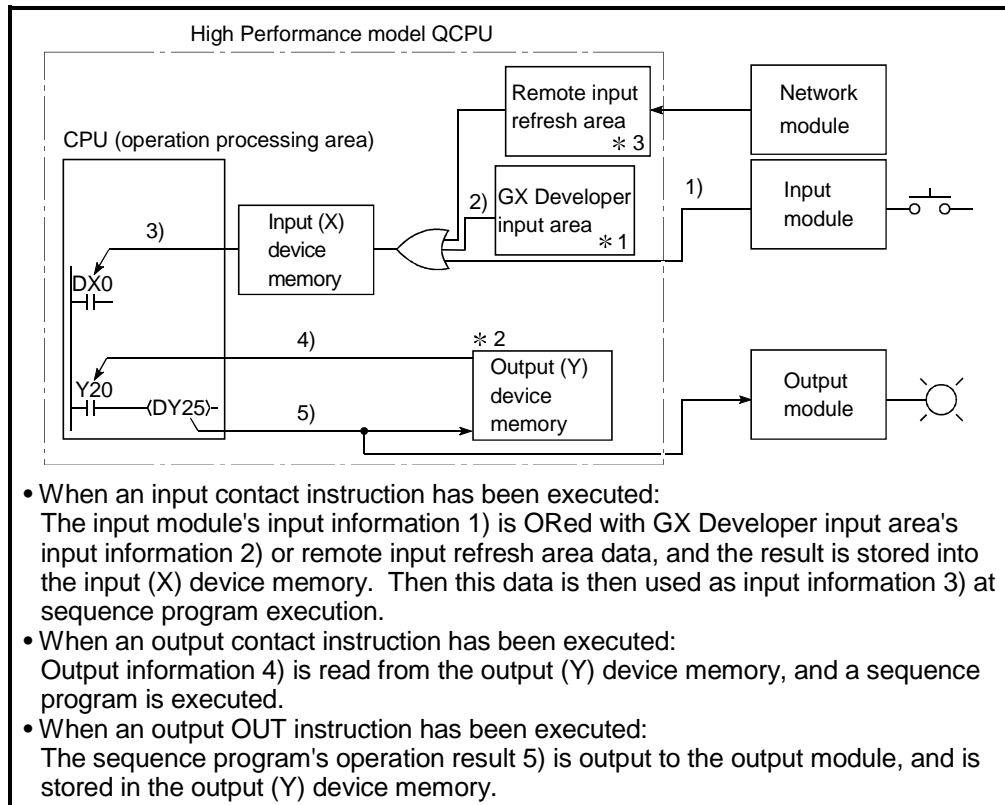 High Performance model QCPU
Remote input
refresh area
＊3
Network
module
CPU (operation processing area)
GX Developer
input area
＊1
Input (X)
device
memory
Input
module
1)
2)
3)
DX0
4)
＊2
Output (Y)
device
memory
Y20
DY25
5)
Output
module
• When an input contact instruction has been executed:
The input module's input information 1) is ORed with GX Developer input area's
input information 2) or remote input refresh area data, and the result is stored into
the input (X) device memory. Then this data is then used as input information 3) at
sequence program execution.
• When an output contact instruction has been executed:
Output information 4) is read from the output (Y) device memory, and a sequence
program is executed.
• When an output OUT instruction has been executed:
The sequence program's operation result 5) is output to the output module, and is
stored in the output (Y) device memory.